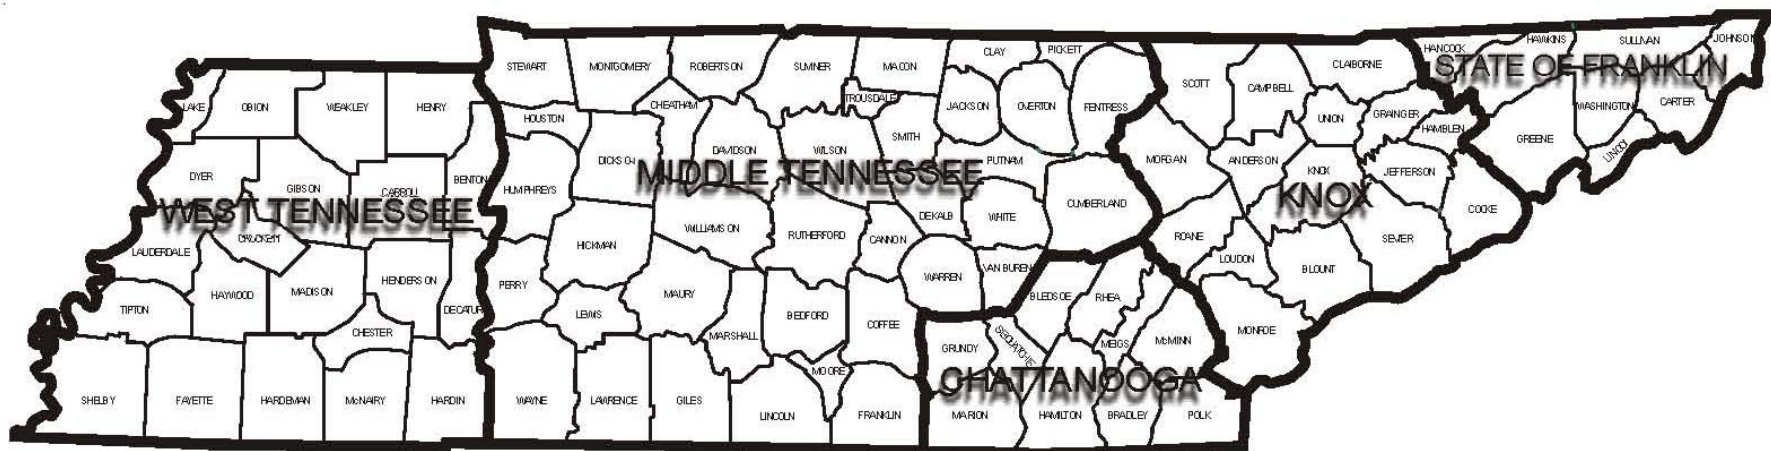 STEWART
MONTGOMERY
ROBERTSON
SUMNER
MACON
CLAY
PICKETT
SCOTT
CAMPBELL
CLAIBORNE
HANCOCK
HAWKINS
SULLIVAN
JOHNSON
STATE OF FRANKLIN
LAKE
OBION
WEAKLEY
HENRY
HOUSTON
CHEATHAM
TROUSDALE
JACKSON
OVERTON
FENTRESS
UNION
GRAINGER
HAMBLEN
GREENE
WASHINGTON
CARTER
DYER
GIBSON
CARROLL
BENTON
HUMPHREYS
DICKSON
DAVIDSON
WILSON
SMITH
PUTNAM
MORGAN
ANDERSON
KNOX
JEFFERSON
COCKE
WEST TENNESSEE
MIDDLE TENNESSEE
KNOX
LAUDERDALE
HICKMAN
WILLIAMSON
RUTHERFORD
CANNON
DEKALB
WHITE
CUMBERLAND
ROANE
LOUDON
BLOUNT
SEVIER
TIPTON
HAYWOOD
MADISON
HENDERSON
DECATUR
PERRY
LEWIS
MAURY
MARSHALL
BEDFORD
COFFEE
WARREN
VAN BUREN
BLEDSOE
RHEA
MEIGS
McMINN
MONROE
CHESTER
GRUNDY
SEQUATCHIE
CHATTANOOGA
SHELBY
FAYETTE
HARDEMAN
McNAIRY
HARDIN
WAYNE
LAWRENCE
GILES
LINCOLN
MOORE
FRANKLIN
MARION
HAMILTON
BRADLEY
POLK